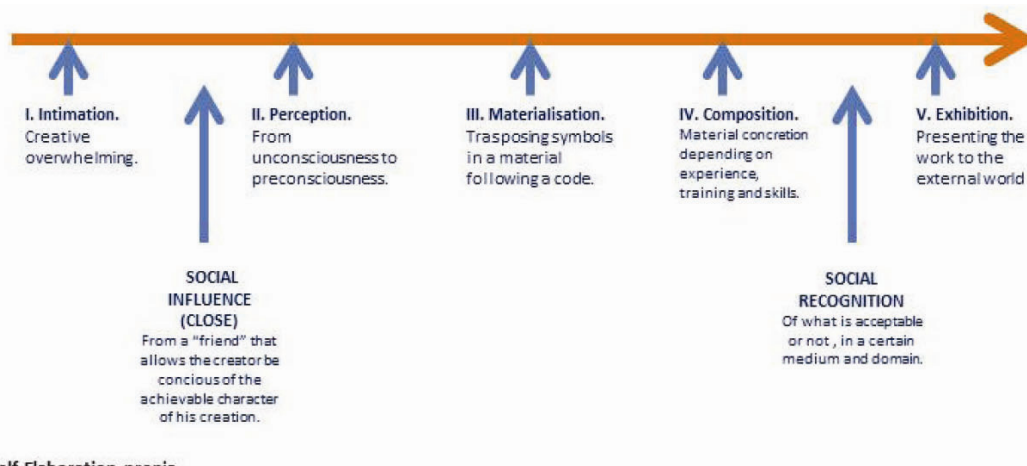 I. Intimation.
Creative
overwhelming.
II. Perception.
From
unconsciousness to
preconsciousness.
III. Materialisation.
Trasposing symbols
in a material
following a code.
IV. Composition.
Material concretion
depending on
experience,
training and skills.
V. Exhibition.
Presenting the
work to the
external world
SOCIAL
INFLUENCE
(CLOSE)
From a “friend” that
allows the creator be
concious of the
achievable character
of his creation.
SOCIAL
RECOGNITION
Of what is acceptable
or not , in a certain
medium and domain.